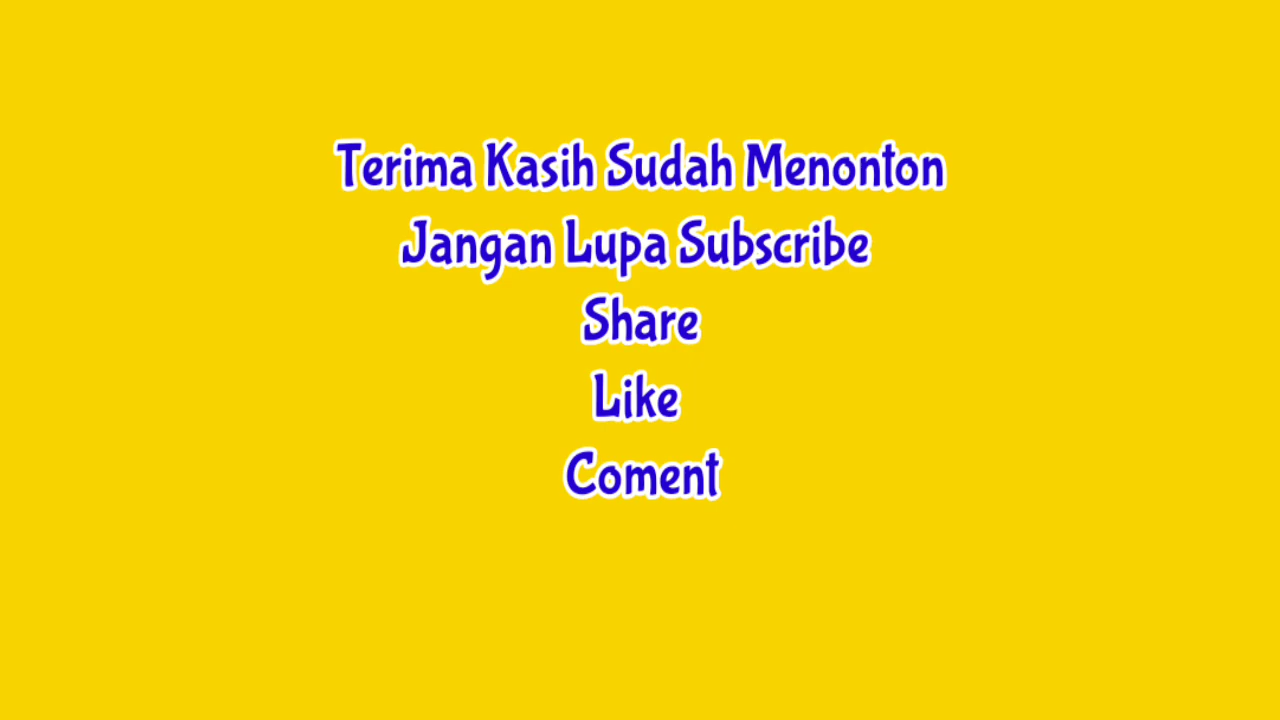 Terima Kasih Sudah Menonton
Jangan Lupa Subscribe
Share
Like
Coment